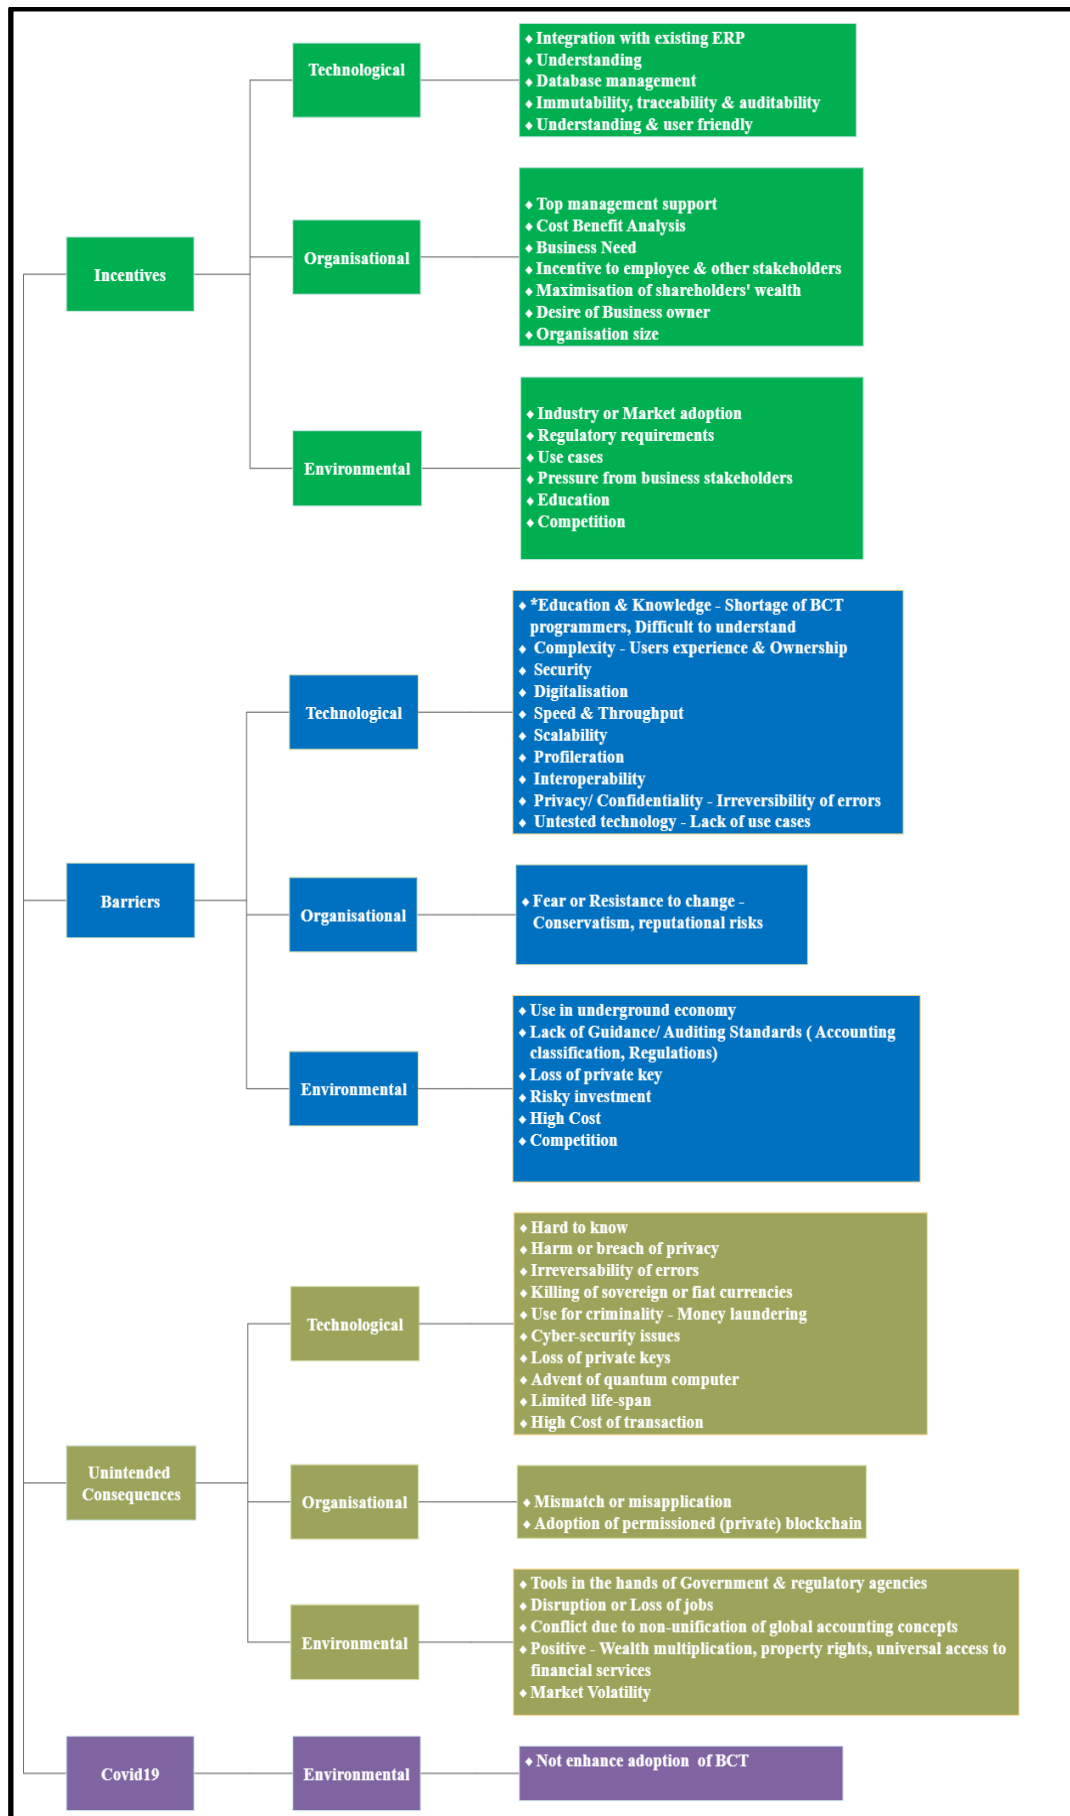 Incentives
Technological
♦ Integration with existing ERP
♦ Understanding
♦ Database management
♦ Immutability, traceability & auditability
♦ Understanding & user friendly
Organisational
♦ Top management support
♦ Cost Benefit Analysis
♦ Business Need
♦ Incentive to employee & other stakeholders
♦ Maximisation of shareholders' wealth
♦ Desire of Business owner
♦ Organisation size
Environmental
♦ Industry or Market adoption
♦ Regulatory requirements
♦ Use cases
♦ Pressure from business stakeholders
♦ Education
♦ Competition
Barriers
Technological
♦ *Education & Knowledge - Shortage of BCT
programmers, Difficult to understand
♦ Complexity - Users experience & Ownership
♦ Security
♦ Digitalisation
♦ Speed & Throughput
♦ Scalability
♦ Profileration
♦ Interoperability
♦ Privacy/ Confidentiality - Irreversibility of errors
♦ Untested technology - Lack of use cases
Organisational
♦ Fear or Resistance to change -
Conservatism, reputational risks
Environmental
♦ Use in underground economy
♦ Lack of Guidance/ Auditing Standards ( Accounting
classification, Regulations)
♦ Loss of private key
♦ Risky investment
♦ High Cost
♦ Competition
Unintended
Consequences
Technological
♦ Hard to know
♦ Harm or breach of privacy
♦ Irreversability of errors
♦ Killing of sovereign or fiat currencies
♦ Use for criminality - Money laundering
♦ Cyber-security issues
♦ Loss of private keys
♦ Advent of quantum computer
♦ Limited life-span
♦ High Cost of transaction
Organisational
♦ Mismatch or misapplication
♦ Adoption of permissioned (private) blockchain
Environmental
♦ Tools in the hands of Government & regulatory agencies
♦ Disruption or Loss of jobs
♦ Conflict due to non-unification of global accounting concepts
♦ Positive - Wealth multiplication, property rights, universal access to
financial services
♦ Market Volatility
Covid19
Environmental
♦ Not enhance adoption of BCT